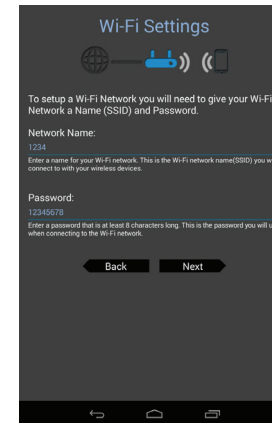 Wi-Fi Settings
To setup a Wi-Fi Network you will need to give your Wi-Fi
Network a Name (SSID) and Password.
Network Name:
1234
Enter a name for your Wi-Fi network. This is the Wi-Fi network name(SSID) you w
connect to with your wireless devices.
Password:
12345678
Enter a password that is at least 8 characters long. This is the password you will u
when connecting to the Wi-Fi network.
Back Next